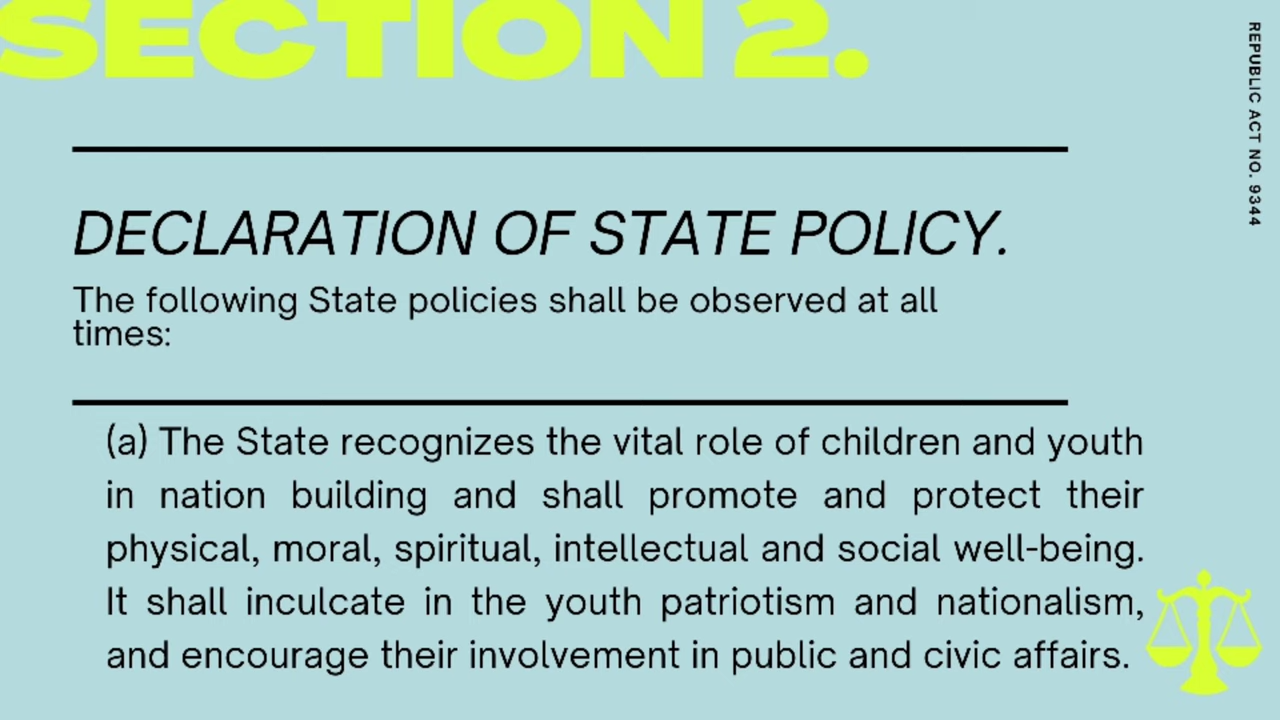 SECTION 2.
REPUBLIC ACT NO. 9344
DECLARATION OF STATE POLICY.
The following State policies shall be observed at all
times:
(a) The State recognizes the vital role of children and youth
in nation building and shall promote and protect their
physical, moral, spiritual, intellectual and social well-being.
It shall inculcate in the youth patriotism and nationalism,
and encourage their involvement in public and civic affairs.